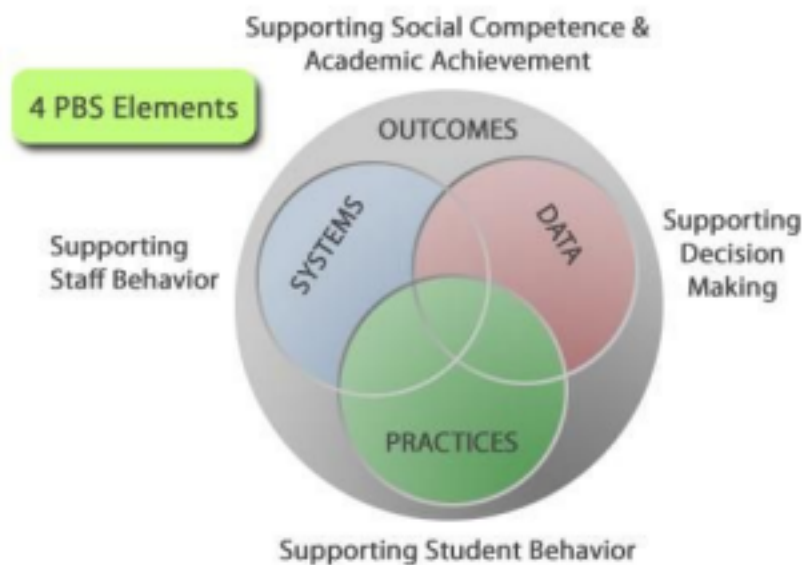 Supporting Social Competence &
Academic Achievement
4 PBS Elements
OUTCOMES
SYSTEMS
DATA
Supporting
Staff Behavior
Supporting
Decision
Making
PRACTICES
Supporting Student Behavior